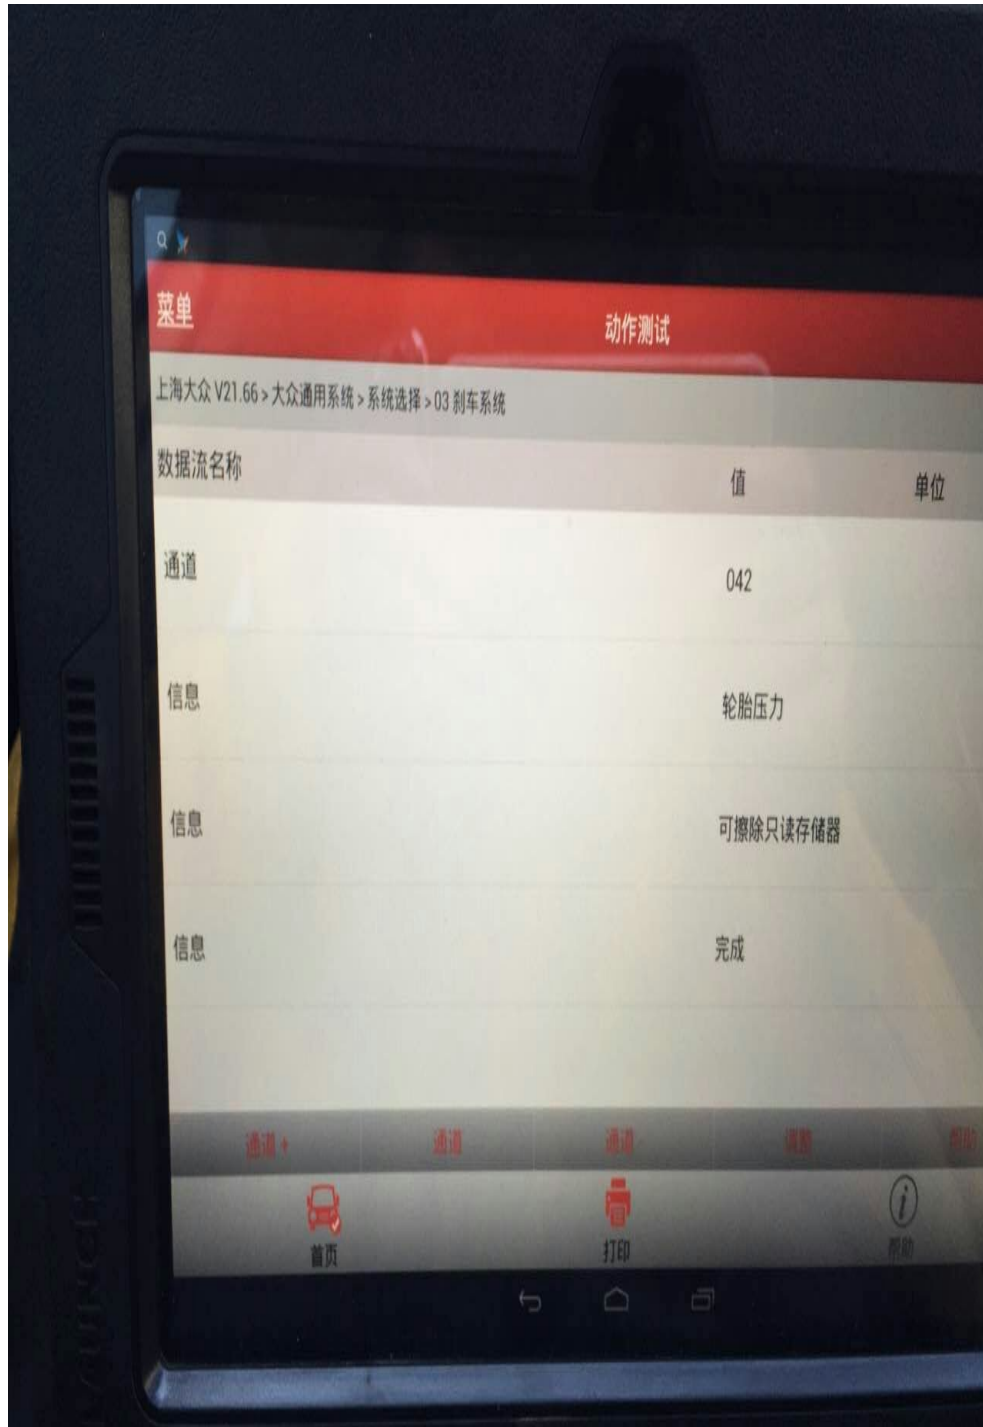 菜单
动作测试
上海大众 V21.66 > 大众通用系统 > 系统选择 > 03 刹车系统
数据流名称 值 单位
通道 042
信息 轮胎压力
信息 可擦除只读存储器
信息 完成
通道 + 通道 通道 - 调整 帮助
首页 打印 帮助
LAUNCH